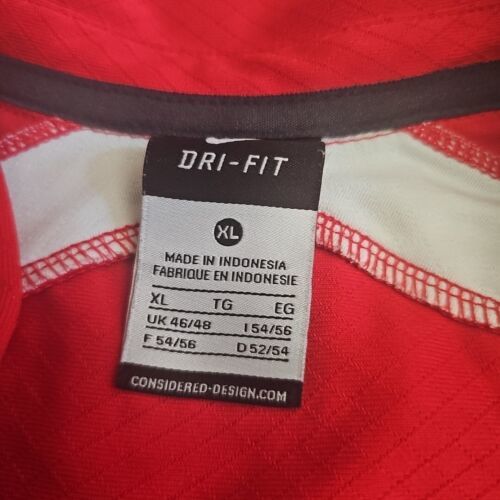 DRI-FIT
XL
MADE IN INDONESIA
FABRIQUE EN INDONESIE
XL TG EG
UK 46/48 I 54/56
F 54/56 D 52/54
CONSIDERED-DESIGN.COM